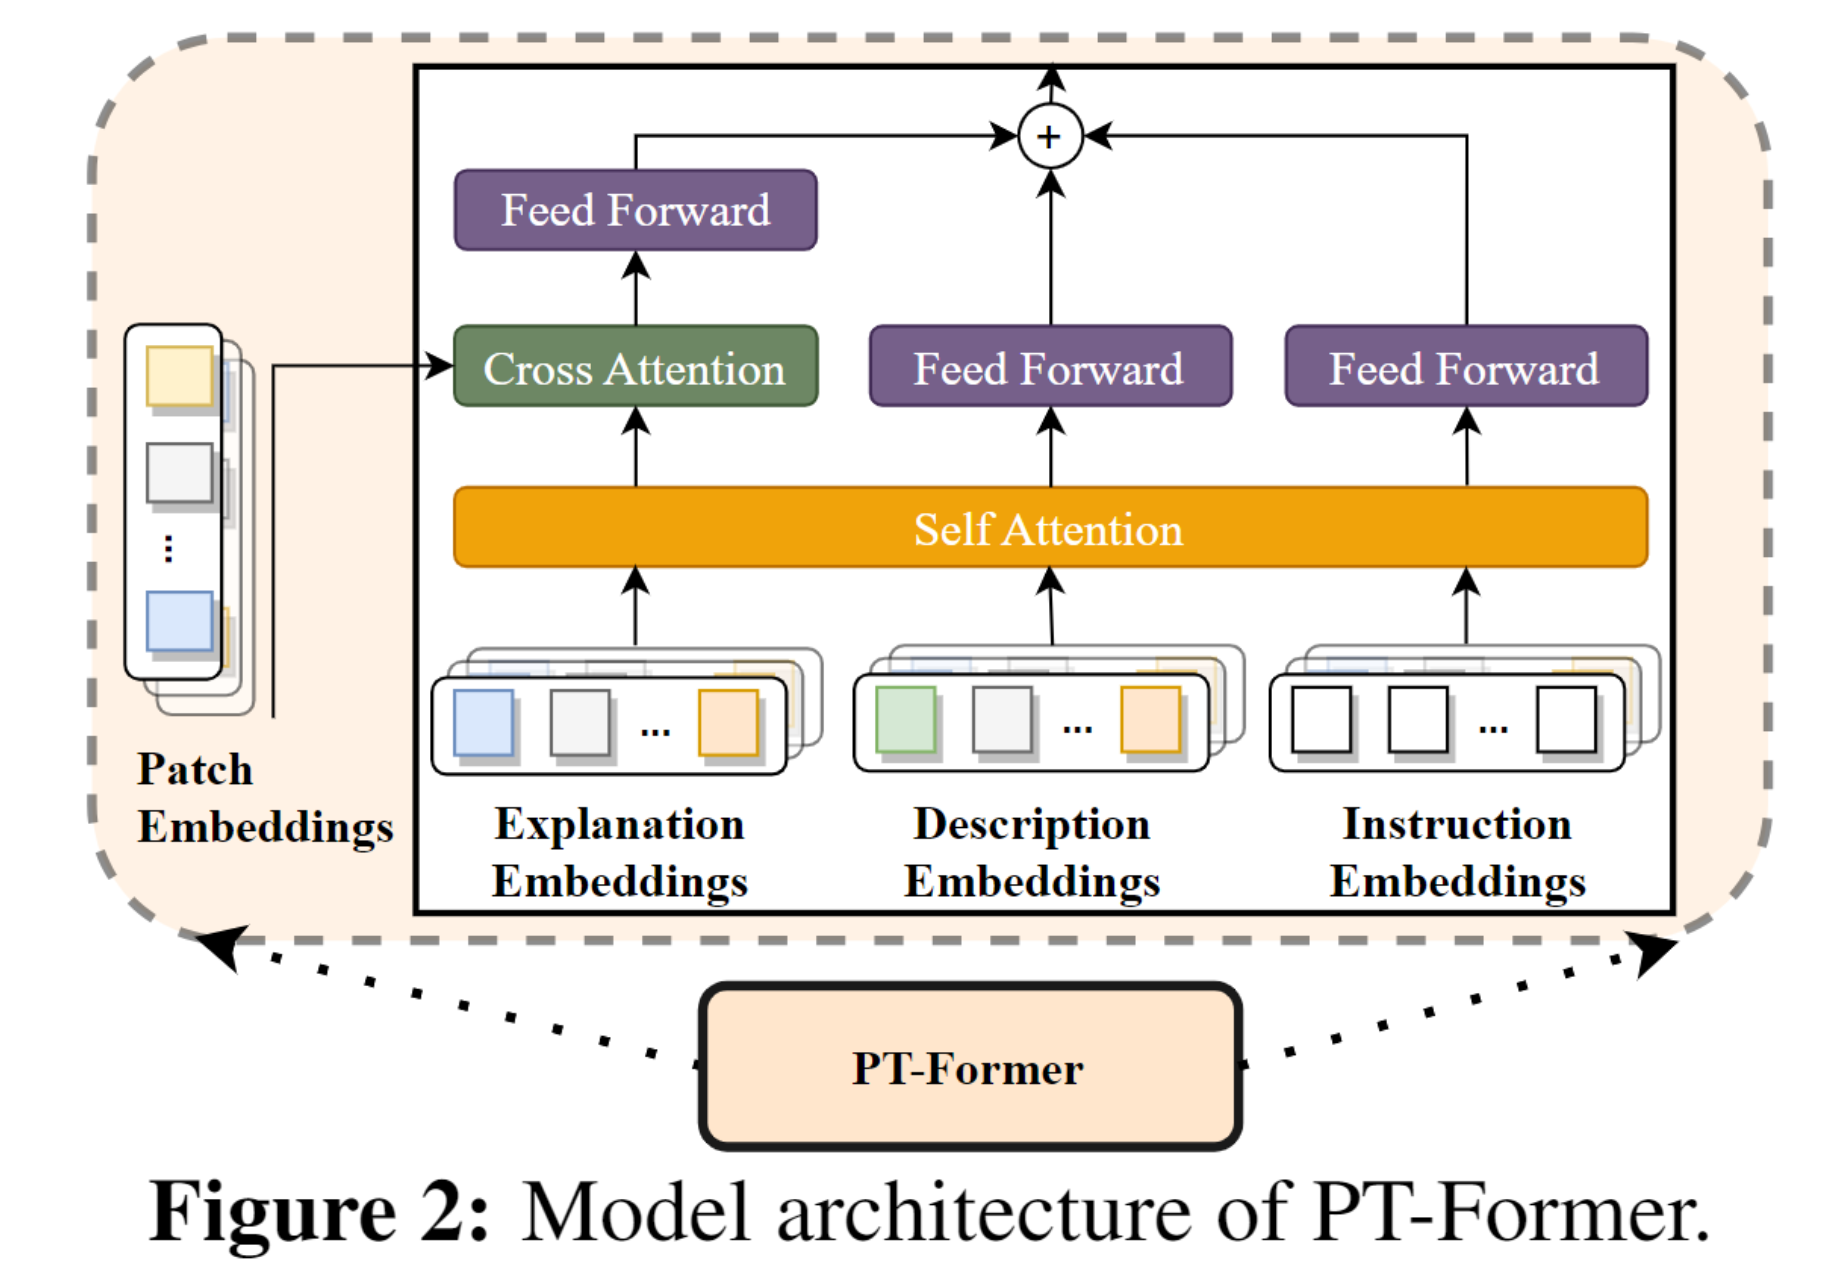 +
Feed Forward
Cross Attention
Feed Forward
Feed Forward
Self Attention
...
...
...
...
Patch
Embeddings
Explanation
Embeddings
Description
Embeddings
Instruction
Embeddings
PT-Former
Figure 2: Model architecture of PT-Former.